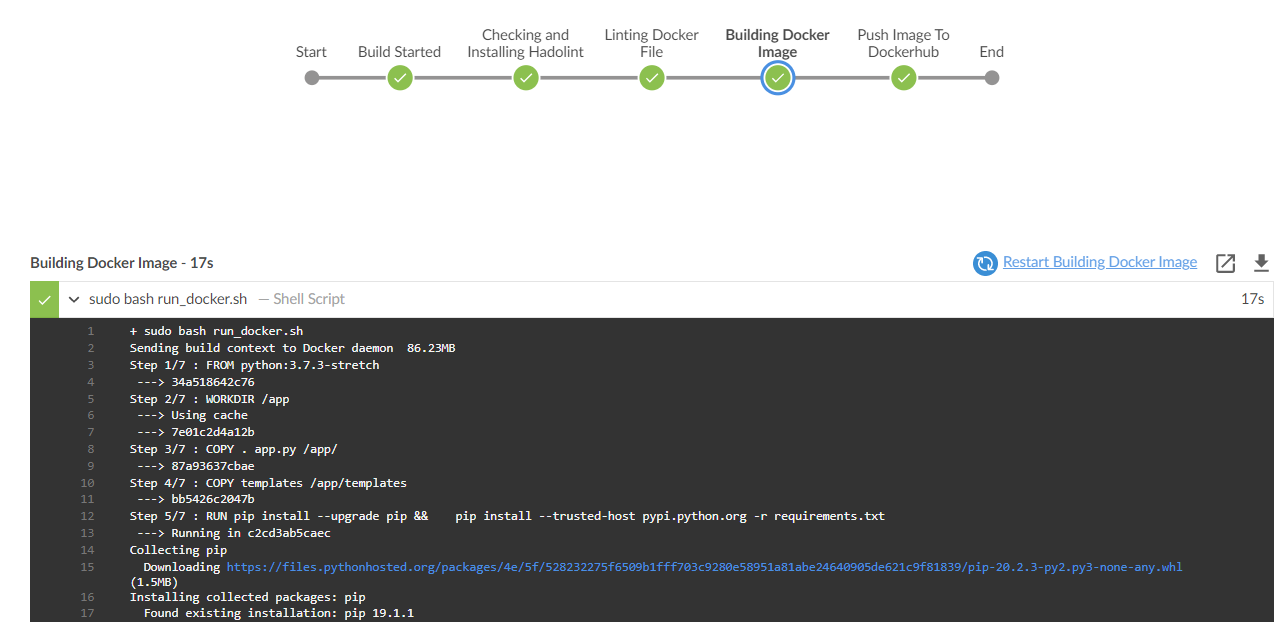 Start
Build Started
Checking and
Installing Hadolint
Linting Docker
File
Building Docker
Image
Push Image To
Dockerhub
End
Building Docker Image - 17s
Restart Building Docker Image
sudo bash run_docker.sh — Shell Script
17s
1 + sudo bash run_docker.sh
2 Sending build context to Docker daemon  86.23MB
3 Step 1/7 : FROM python:3.7.3-stretch
4  ---> 34a518642c76
5 Step 2/7 : WORKDIR /app
6  ---> Using cache
7  ---> 7e01c2d4a12b
8 Step 3/7 : COPY . app.py /app/
9  ---> 87a93637cbae
10 Step 4/7 : COPY templates /app/templates
11  ---> bb5426c2047b
12 Step 5/7 : RUN pip install --upgrade pip &&    pip install --trusted-host pypi.python.org -r requirements.txt
13  ---> Running in c2cd3ab5caec
14 Collecting pip
15   Downloading https://files.pythonhosted.org/packages/4e/5f/528232275f6509b1fff703c9280e58951a81abe24640905de621c9f81839/pip-20.2.3-py2.py3-none-any.whl
(1.5MB)
16 Installing collected packages: pip
17   Found existing installation: pip 19.1.1